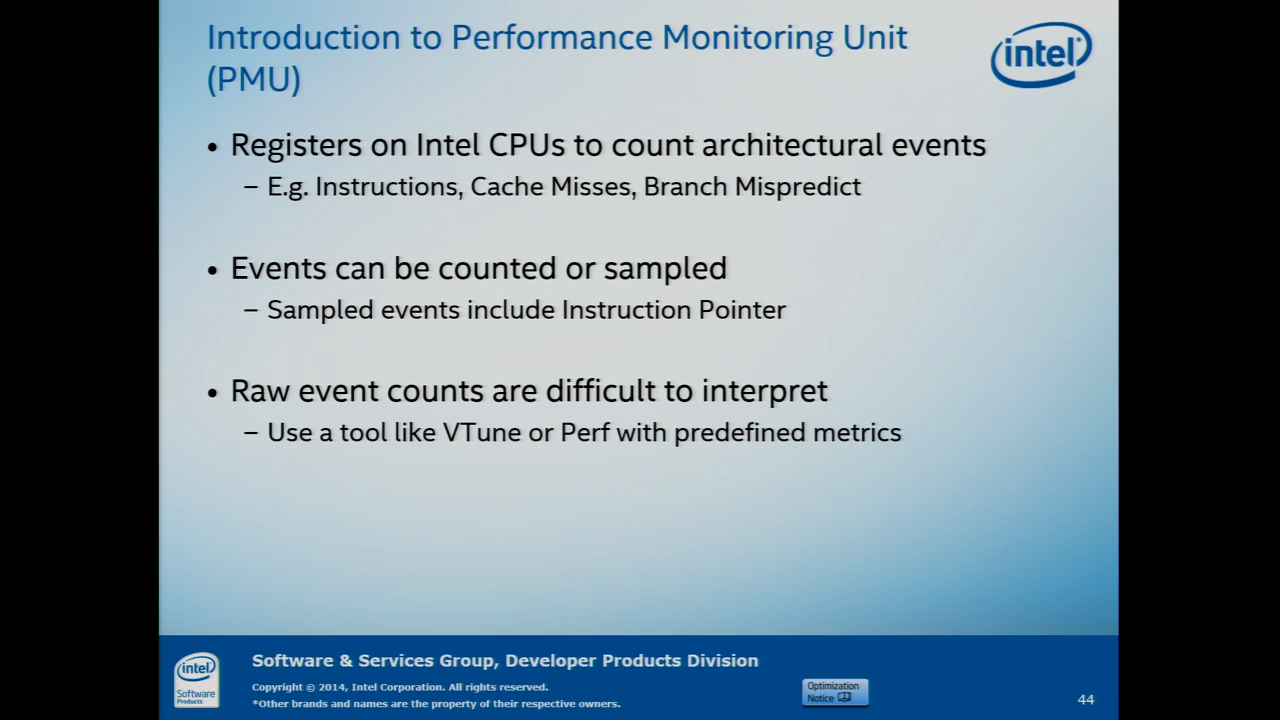 Introduction to Performance Monitoring Unit
(PMU)
intel
• Registers on Intel CPUs to count architectural events
– E.g. Instructions, Cache Misses, Branch Mispredict
• Events can be counted or sampled
– Sampled events include Instruction Pointer
• Raw event counts are difficult to interpret
– Use a tool like VTune or Perf with predefined metrics
intel
Software
Products
Software & Services Group, Developer Products Division
Copyright © 2014, Intel Corporation. All rights reserved.
*Other brands and names are the property of their respective owners.
Optimization
Notice
44